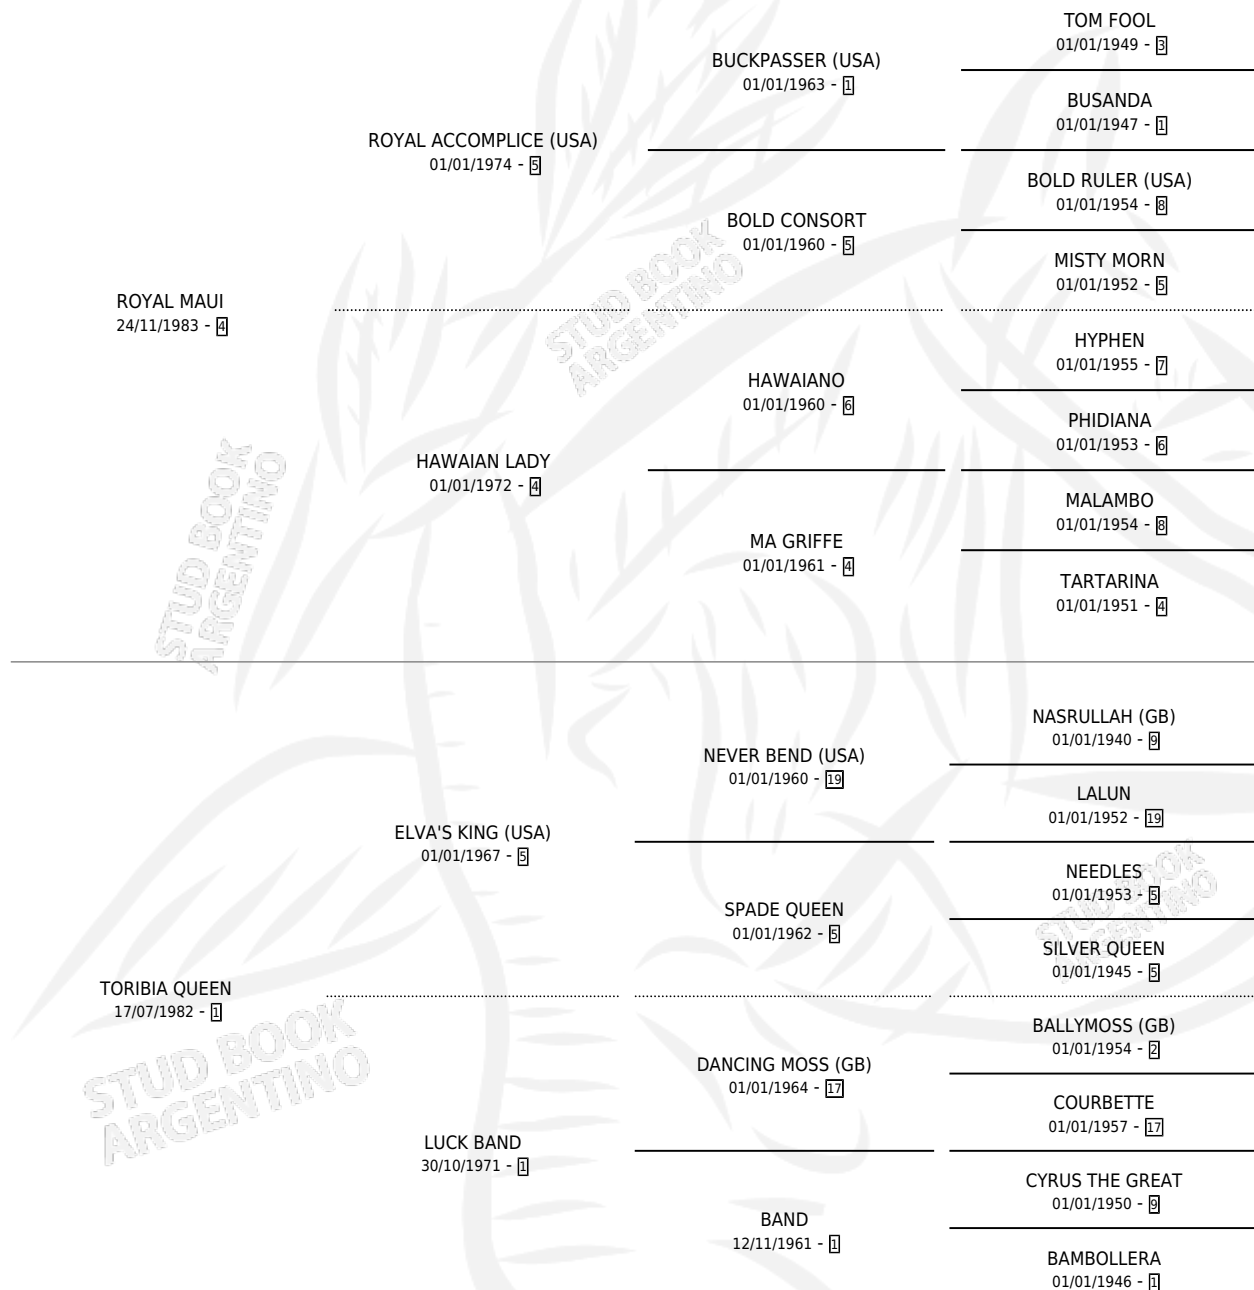 TOM FOOL
01/01/1949 - 3
BUCKPASSER (USA)
01/01/1963 - 1
BUSANDA
01/01/1947 - 1
ROYAL ACCOMPLICE (USA)
01/01/1974 - 5
BOLD RULER (USA)
01/01/1954 - 8
BOLD CONSORT
01/01/1960 - 5
MISTY MORN
01/01/1952 - 5
ROYAL MAUI
24/11/1983 - 4
HYPHEN
01/01/1955 - 7
HAWAIANO
01/01/1960 - 6
PHIDIANA
01/01/1953 - 6
HAWAIAN LADY
01/01/1972 - 4
MALAMBO
01/01/1954 - 8
MA GRIFFE
01/01/1961 - 4
TARTARINA
01/01/1951 - 4
STUD BOOK
ARGENTINO
STUD BOOK
ARGENTINO
NASRULLAH (GB)
01/01/1940 - 9
NEVER BEND (USA)
01/01/1960 - 19
LALUN
01/01/1952 - 19
ELVA'S KING (USA)
01/01/1967 - 5
NEEDLES
01/01/1953 - 5
SPADE QUEEN
01/01/1962 - 5
SILVER QUEEN
01/01/1945 - 5
TORIBIA QUEEN
17/07/1982 - 1
BALLYMOSS (GB)
01/01/1954 - 2
DANCING MOSS (GB)
01/01/1964 - 17
COURBETTE
01/01/1957 - 17
LUCK BAND
30/10/1971 - 1
CYRUS THE GREAT
01/01/1950 - 9
BAND
12/11/1961 - 1
BAMBOLLERA
01/01/1946 - 1
STUD BOOK
ARGENTINO
STUD BOOK
ARGENTINO